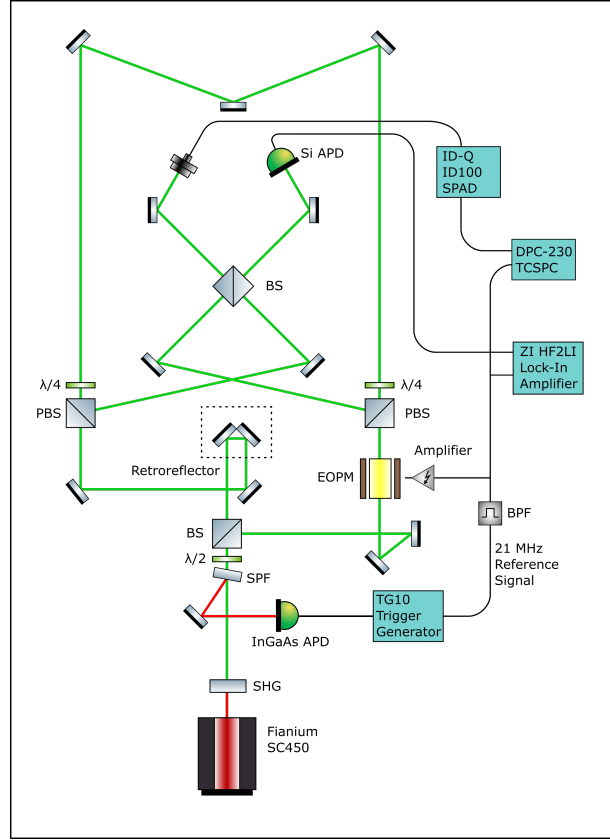 Si APD
ID-Q
ID100
SPAD
DPC-230
TCSPC
BS
ZI HF2LI
Lock-In
Amplifier
λ/4
λ/4
PBS
PBS
Retroreflector
EOPM
Amplifier
BPF
BS
21 MHz
Reference
Signal
λ/2
SPF
TG10
Trigger
Generator
InGaAs APD
SHG
Fianium
SC450